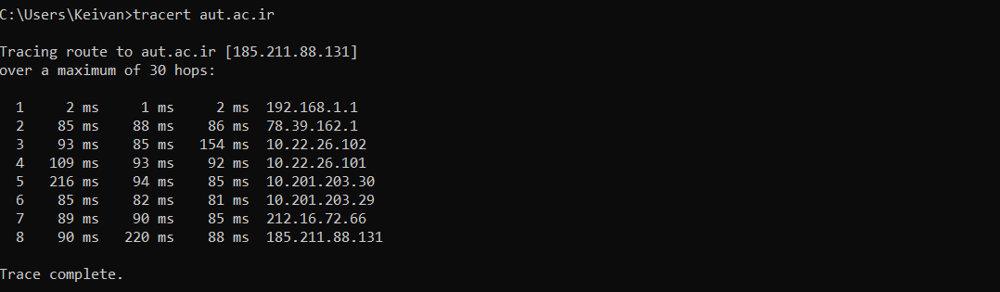 C:\Users\Keivan>tracert aut.ac.ir
Tracing route to aut.ac.ir [185.211.88.131]
over a maximum of 30 hops:
  1     2 ms     1 ms     2 ms  192.168.1.1
  2    85 ms    88 ms    86 ms  78.39.162.1
  3    93 ms    85 ms   154 ms  10.22.26.102
  4   109 ms    93 ms    92 ms  10.22.26.101
  5   216 ms    94 ms    85 ms  10.201.203.30
  6    85 ms    82 ms    81 ms  10.201.203.29
  7    89 ms    90 ms    85 ms  212.16.72.66
  8    90 ms   220 ms    88 ms  185.211.88.131
Trace complete.